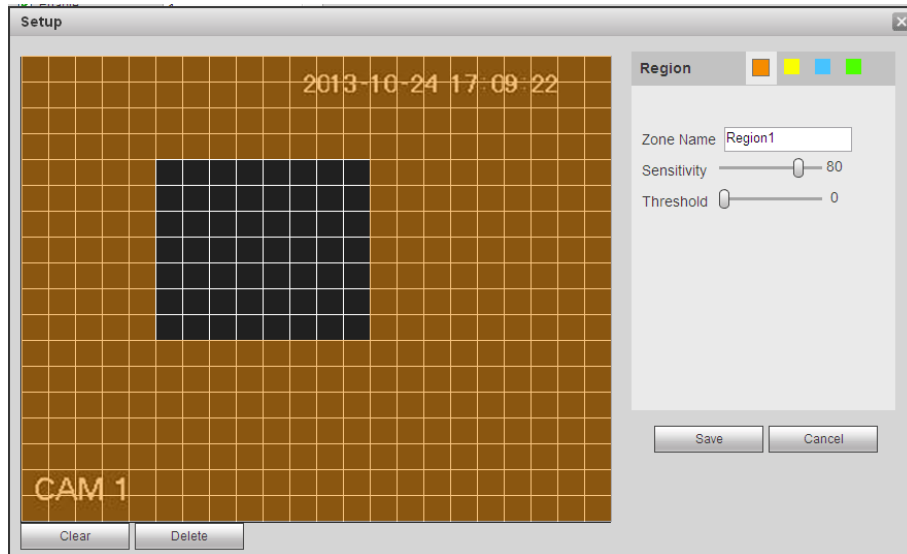 Setup
2013-10-24 17:09:22
CAM 1
Clear Delete
Region
Zone Name Region1
Sensitivity 80
Threshold 0
Save Cancel